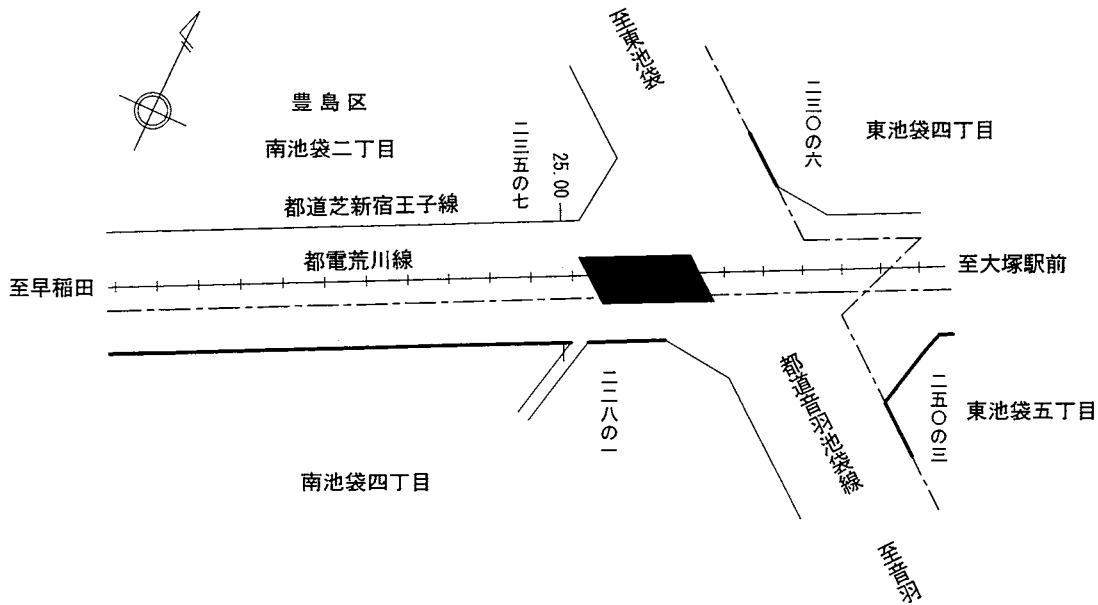 至東池袋
豊島区
南池袋二丁目
二三五の七
25.00
二三〇の六
東池袋四丁目
都道芝新宿王子線
都電荒川線
至早稲田
至大塚駅前
二二八の一
都道音羽池袋線
二五〇の三
東池袋五丁目
南池袋四丁目
至音羽